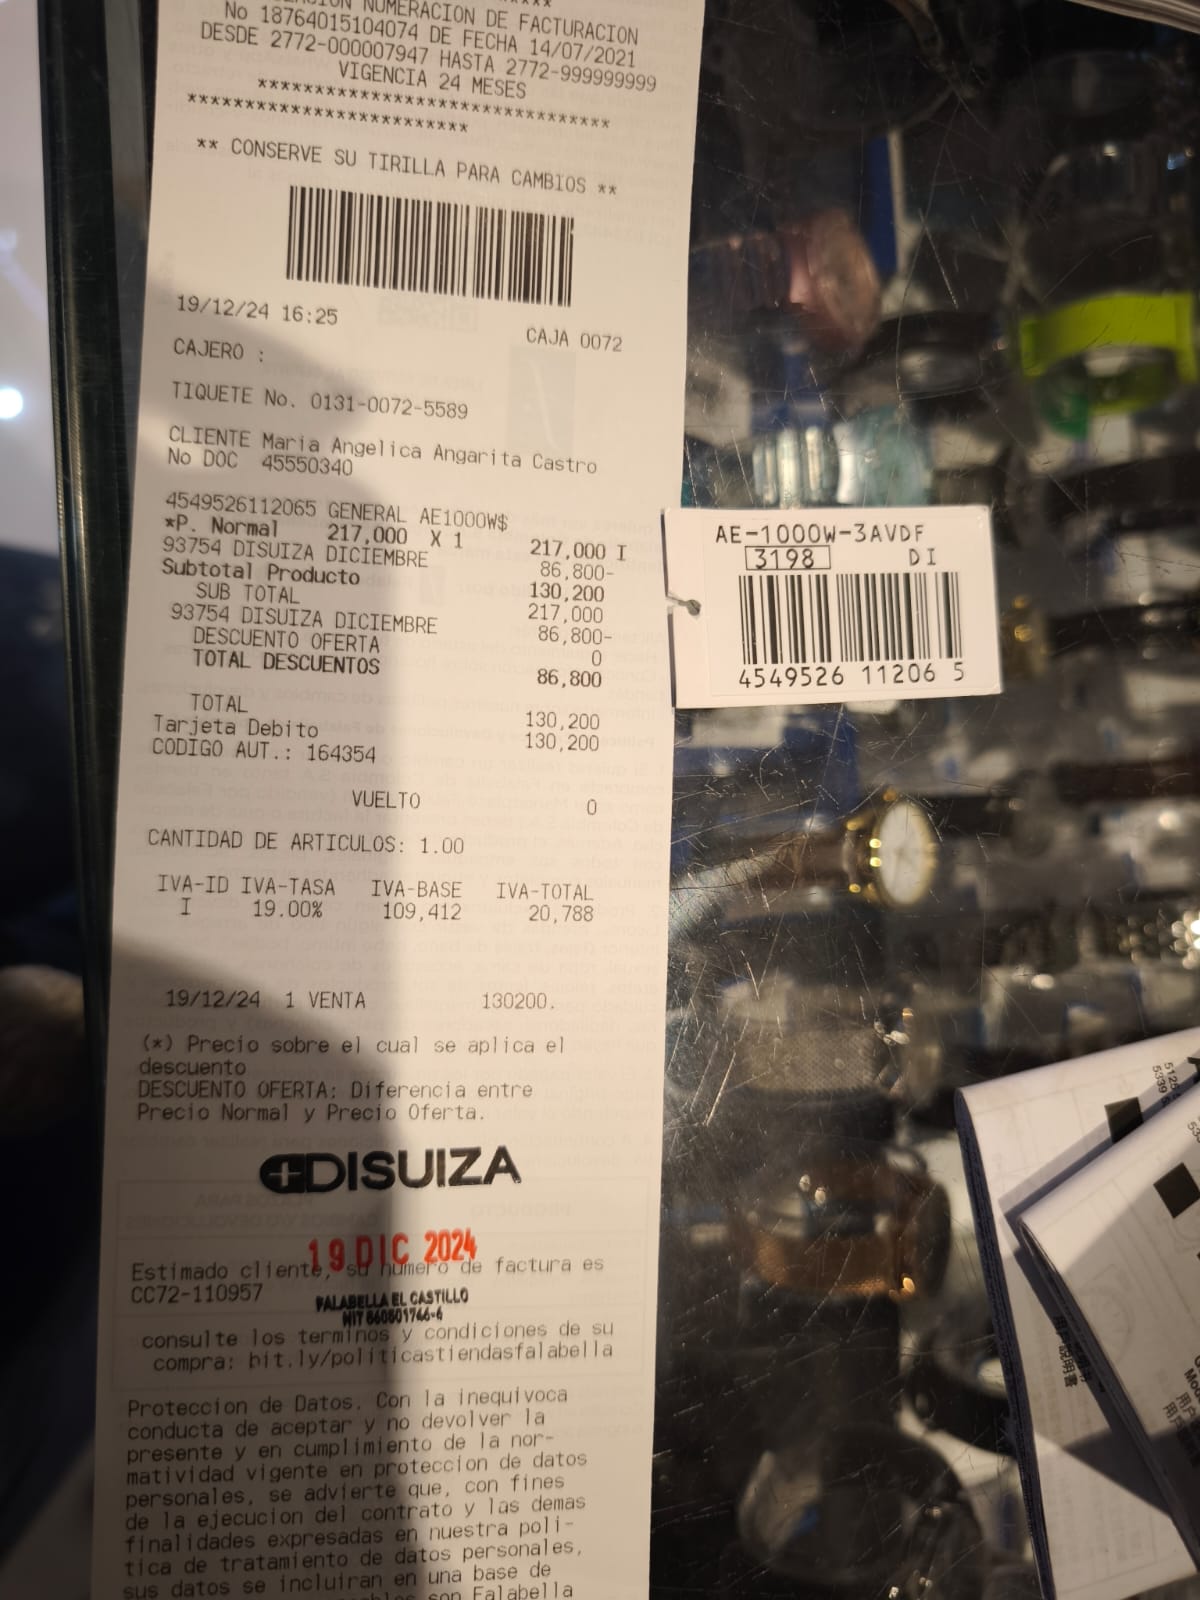 NUMERACION DE FACTURACION
No 18764015104074 DE FECHA 14/07/2021
DESDE 2772-000007947 HASTA 2772-999999999
VIGENCIA 24 MESES
*******************************
*************************
** CONSERVE SU TIRILLA PARA CAMBIOS **
19/12/24 16:25 CAJA 0072
CAJERO :
TIQUETE No. 0131-0072-5589
CLIENTE Maria Angelica Angarita Castro
No DOC 45550340
4549526112065 GENERAL AE1000W$
*P. Normal 217,000 X 1 217,000 I
93754 DISUIZA DICIEMBRE 86,800-
Subtotal Producto 130,200
SUB TOTAL 217,000
93754 DISUIZA DICIEMBRE 86,800-
DESCUENTO OFERTA 0
TOTAL DESCUENTOS 86,800
TOTAL 130,200
Tarjeta Debito 130,200
CODIGO AUT.: 164354
VUELTO 0
CANTIDAD DE ARTICULOS: 1.00
IVA-ID IVA-TASA IVA-BASE IVA-TOTAL
I 19.00% 109,412 20,788
19/12/24 1 VENTA 130200.
(*) Precio sobre el cual se aplica el
descuento
DESCUENTO OFERTA: Diferencia entre
Precio Normal y Precio Oferta.
DISUIZA
19 DIC 2024
Estimado cliente, su numero de factura es
CC72-110957
FALABELLA EL CASTILLO
NIT
consulte los terminos y condiciones de su
compra: bit.ly/politicastiendasfalabella
Proteccion de Datos. Con la inequivoca
conducta de aceptar y no devolver la
presente y en cumplimiento de la nor-
matividad vigente en proteccion de datos
personales, se advierte que, con fines
de la ejecucion del contrato y las demas
finalidades expresadas en nuestra poli-
tica de tratamiento de datos personales,
sus datos se incluiran en una base de
son Falabella
AE-1000W-3AVDF
3198 DI
4549526 11206 5
用戶說明書